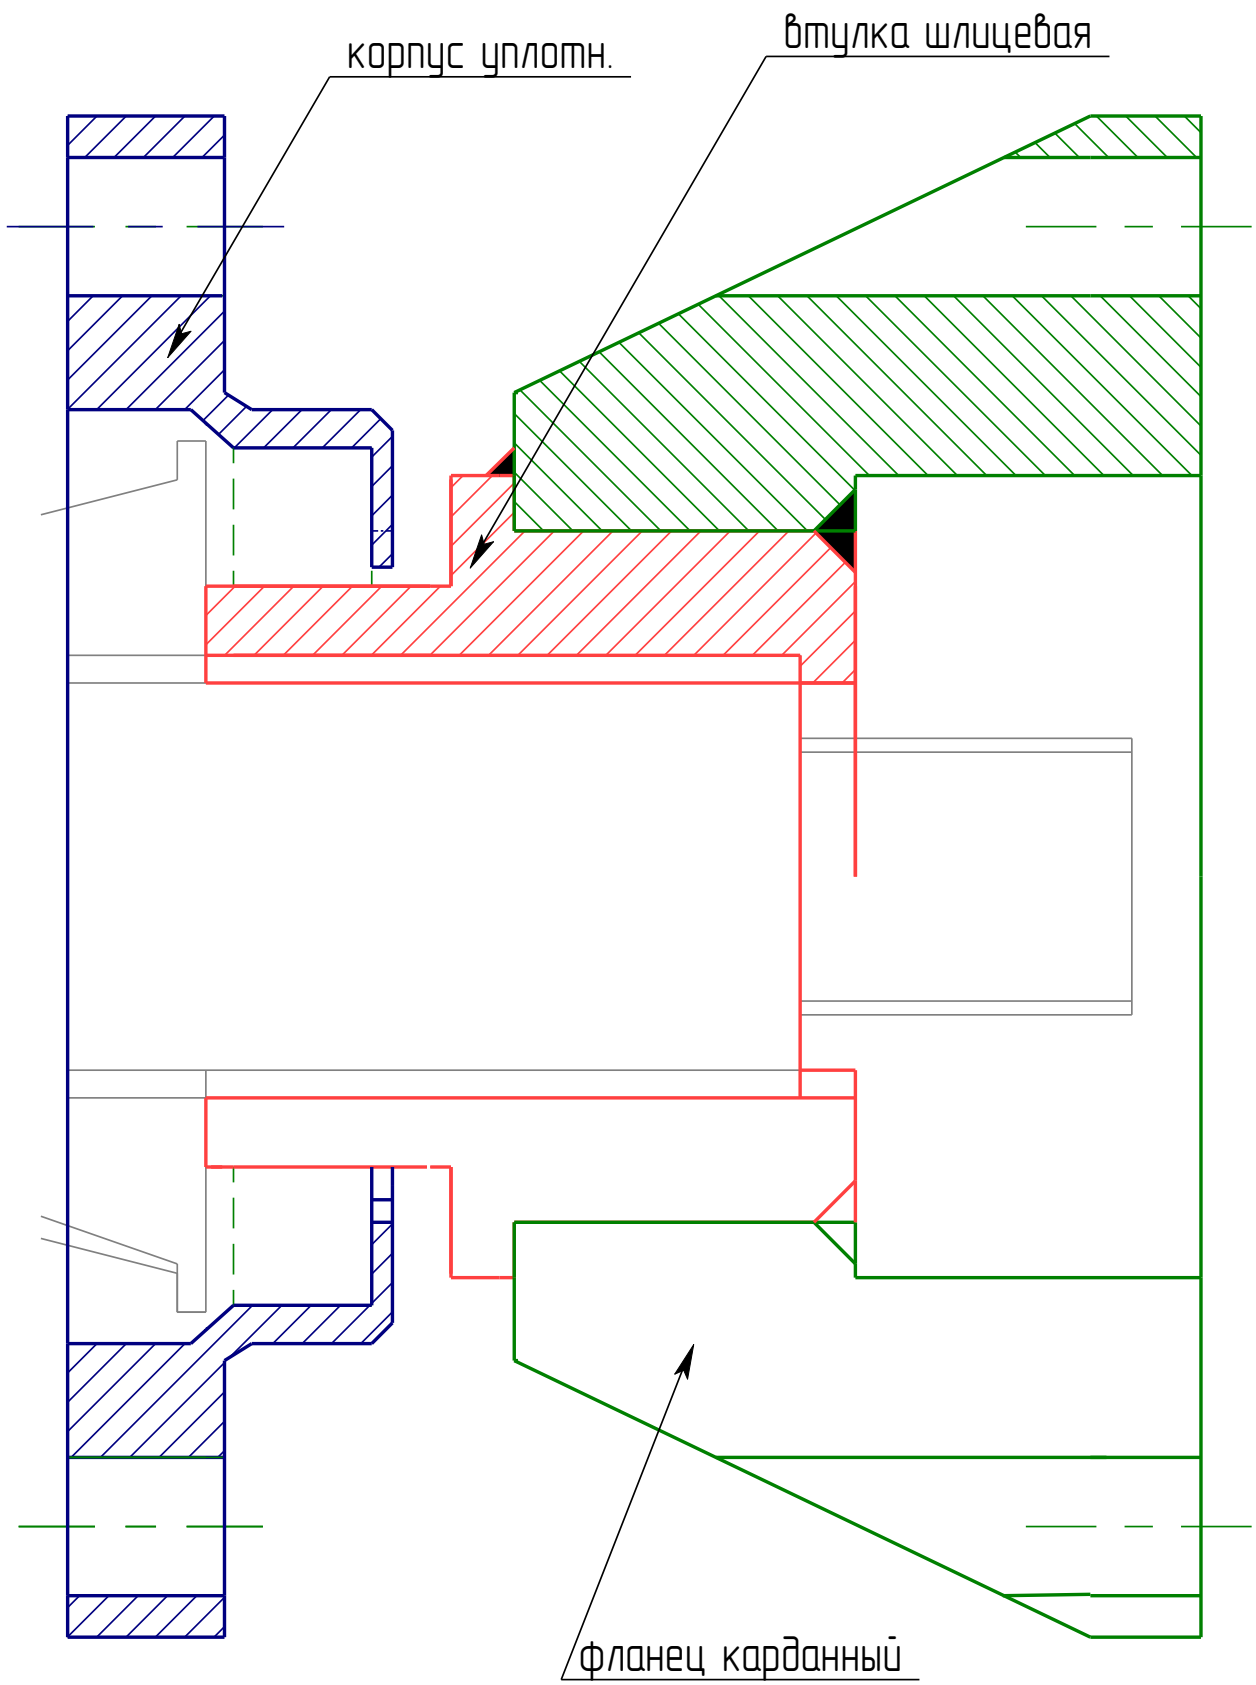 втулка шлицевая
корпус уплотн.
фланец карданный